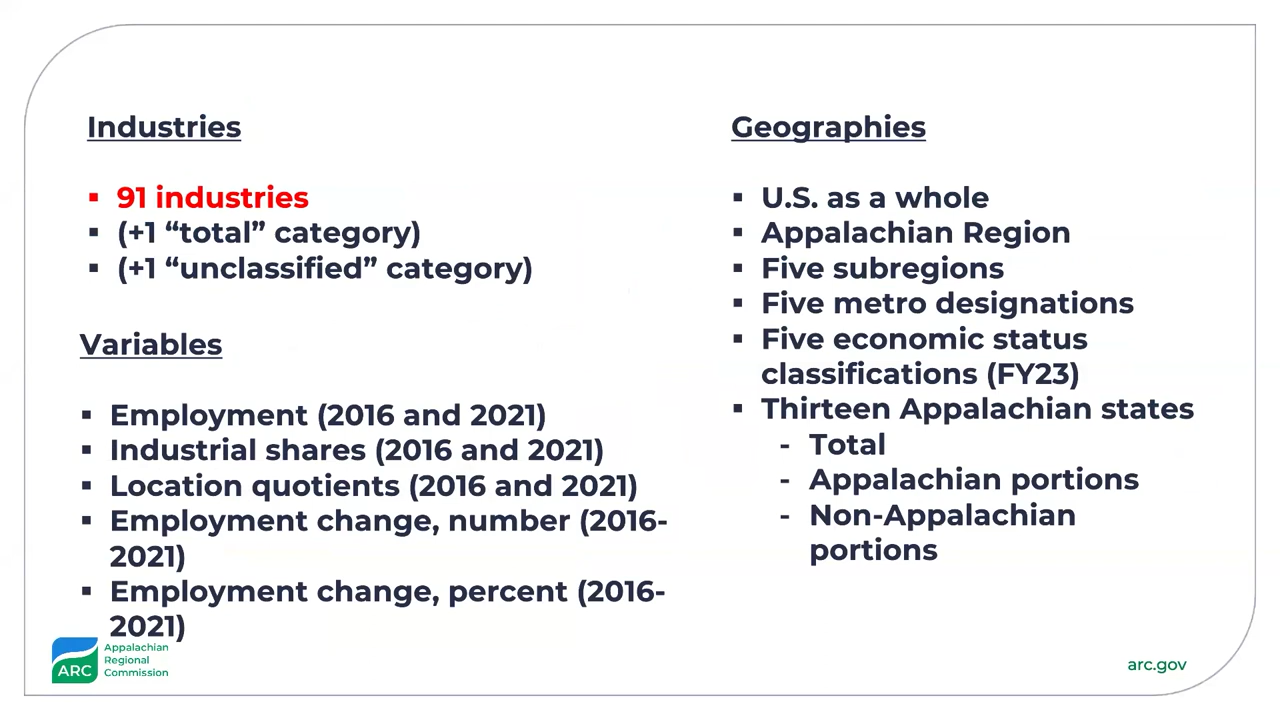 Industries
▪ 91 industries
▪ (+1 “total” category)
▪ (+1 “unclassified” category)
Variables
▪ Employment (2016 and 2021)
▪ Industrial shares (2016 and 2021)
▪ Location quotients (2016 and 2021)
▪ Employment change, number (2016-
2021)
▪ Employment change, percent (2016-
2021)
Geographies
▪ U.S. as a whole
▪ Appalachian Region
▪ Five subregions
▪ Five metro designations
▪ Five economic status
classifications (FY23)
▪ Thirteen Appalachian states
- Total
- Appalachian portions
- Non-Appalachian
portions
ARC
Appalachian
Regional
Commission
arc.gov